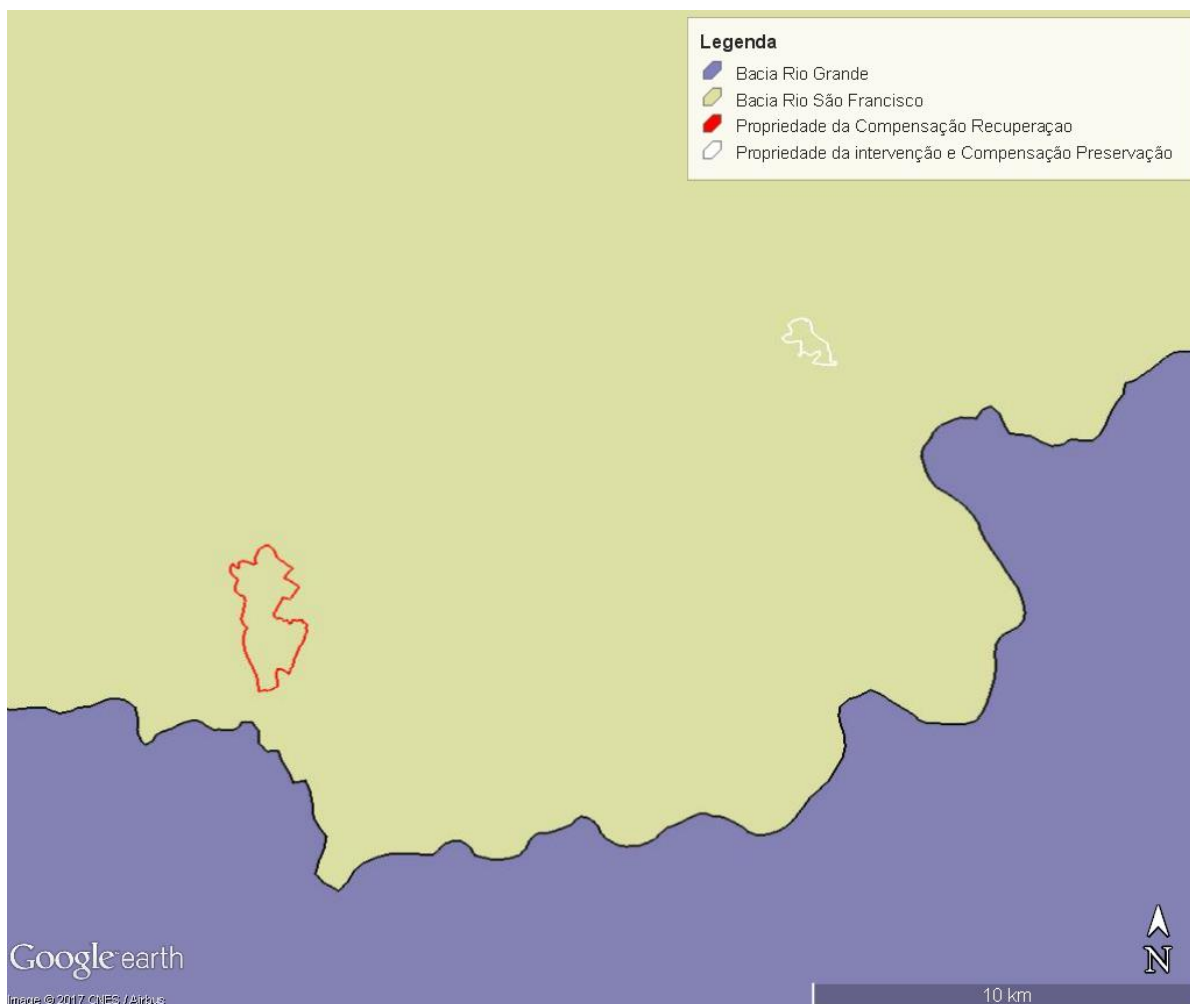 Legenda
Bacia Rio Grande
Bacia Rio São Francisco
Propriedade da Compensação Recuperaçao
Propriedade da intervenção e Compensação Preservação
Google earth
N
Image © 2017 CNES / Airbus
10 km